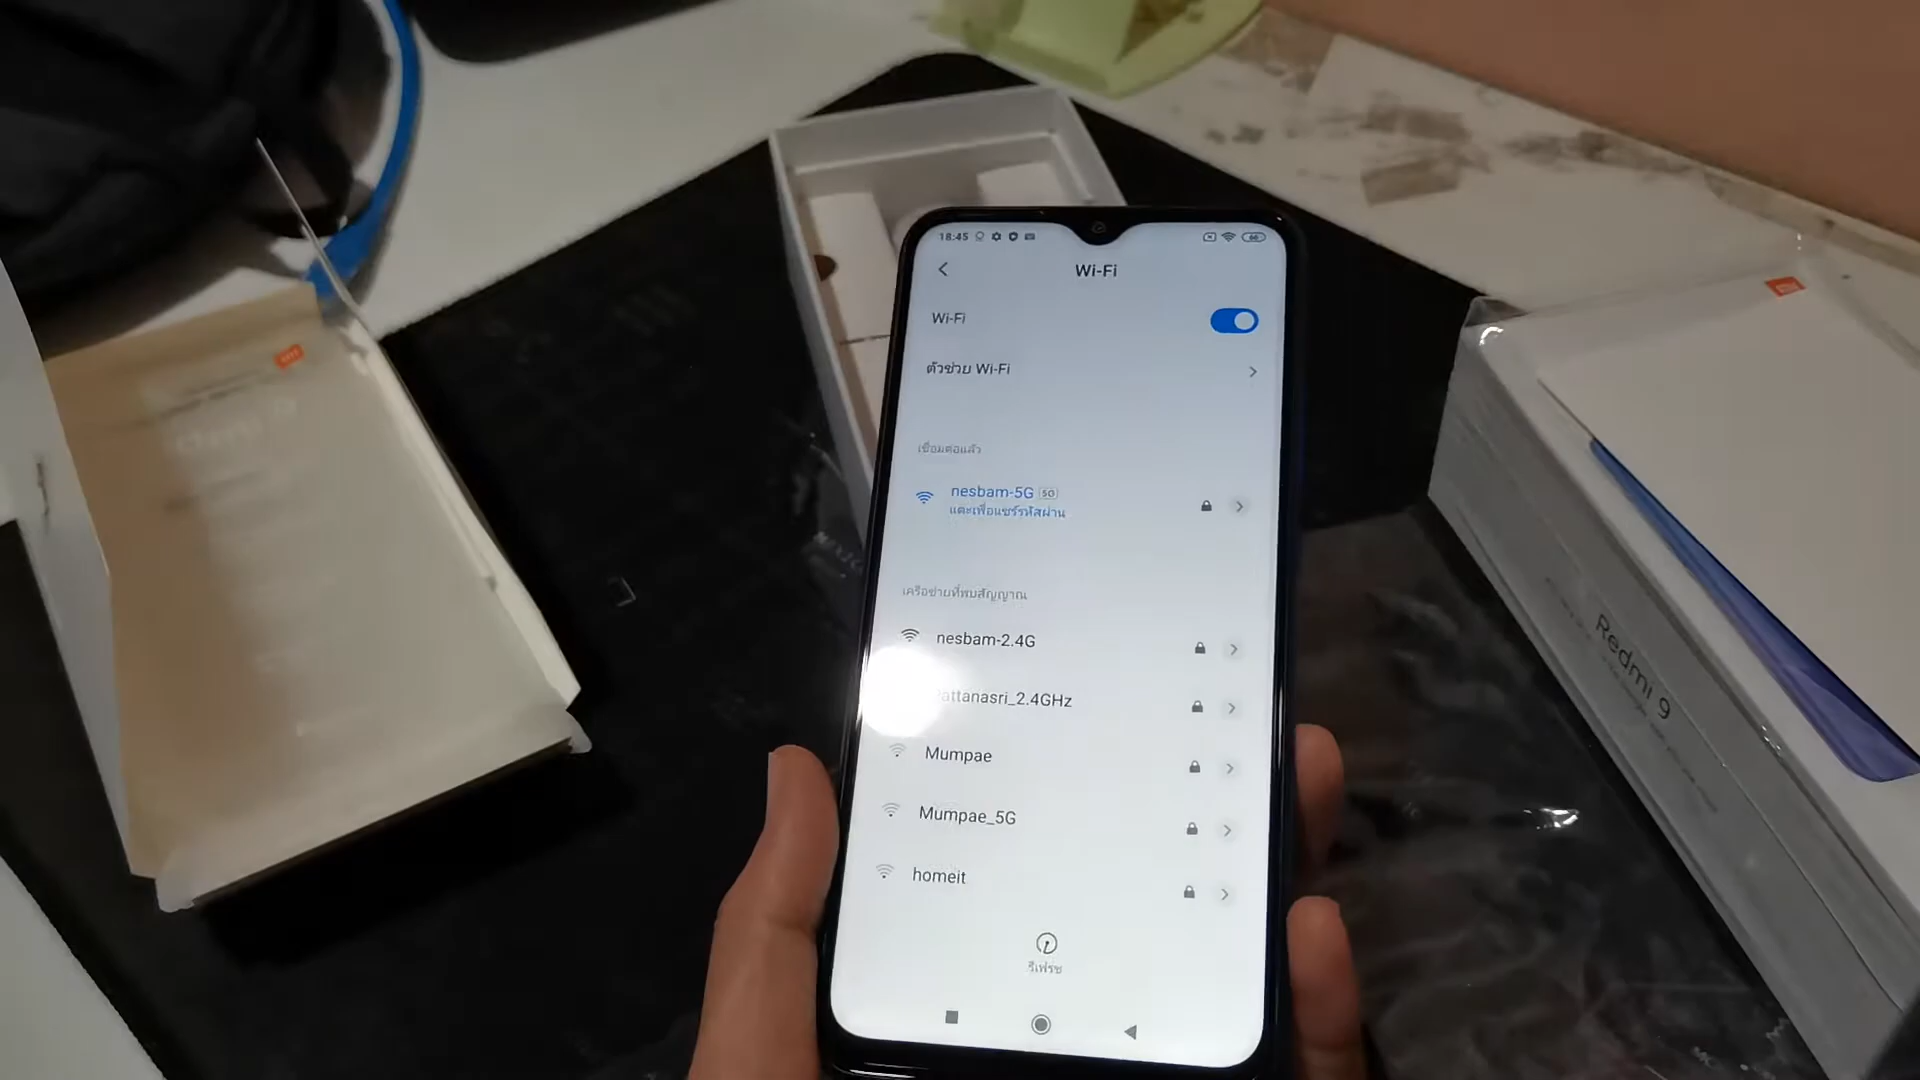 18:45
66
Wi-Fi
Wi-Fi
ตัวช่วย Wi-Fi
เชื่อมต่อแล้ว
nesbam-5G 5G
แตะเพื่อแชร์รหัสผ่าน
เครือข่ายที่พบสัญญาณ
nesbam-2.4G
attanasri_2.4GHz
Mumpae
Mumpae_5G
homeit
รีเฟรช
Redmi 9